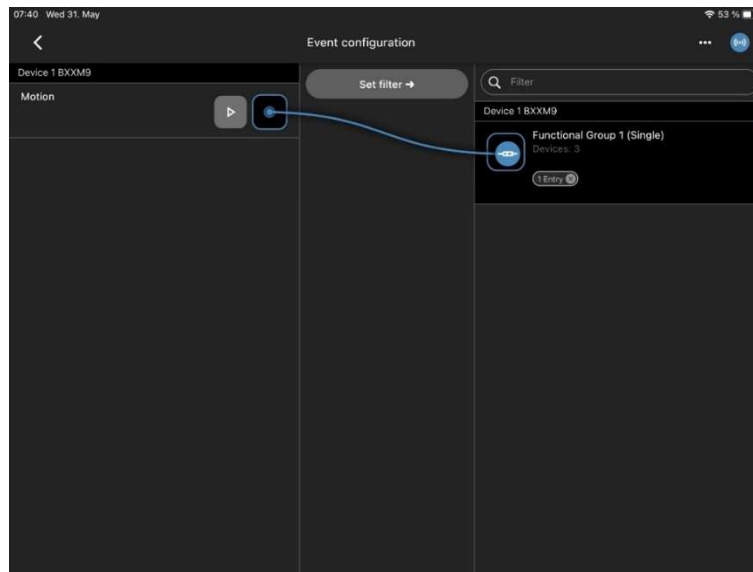 07:40 Wed 31. May
53 %
Event configuration
Device 1 BXXM9
Motion
Set filter ➔
Filter
Device 1 BXXM9
Functional Group 1 (Single)
Devices: 3
1 Entry